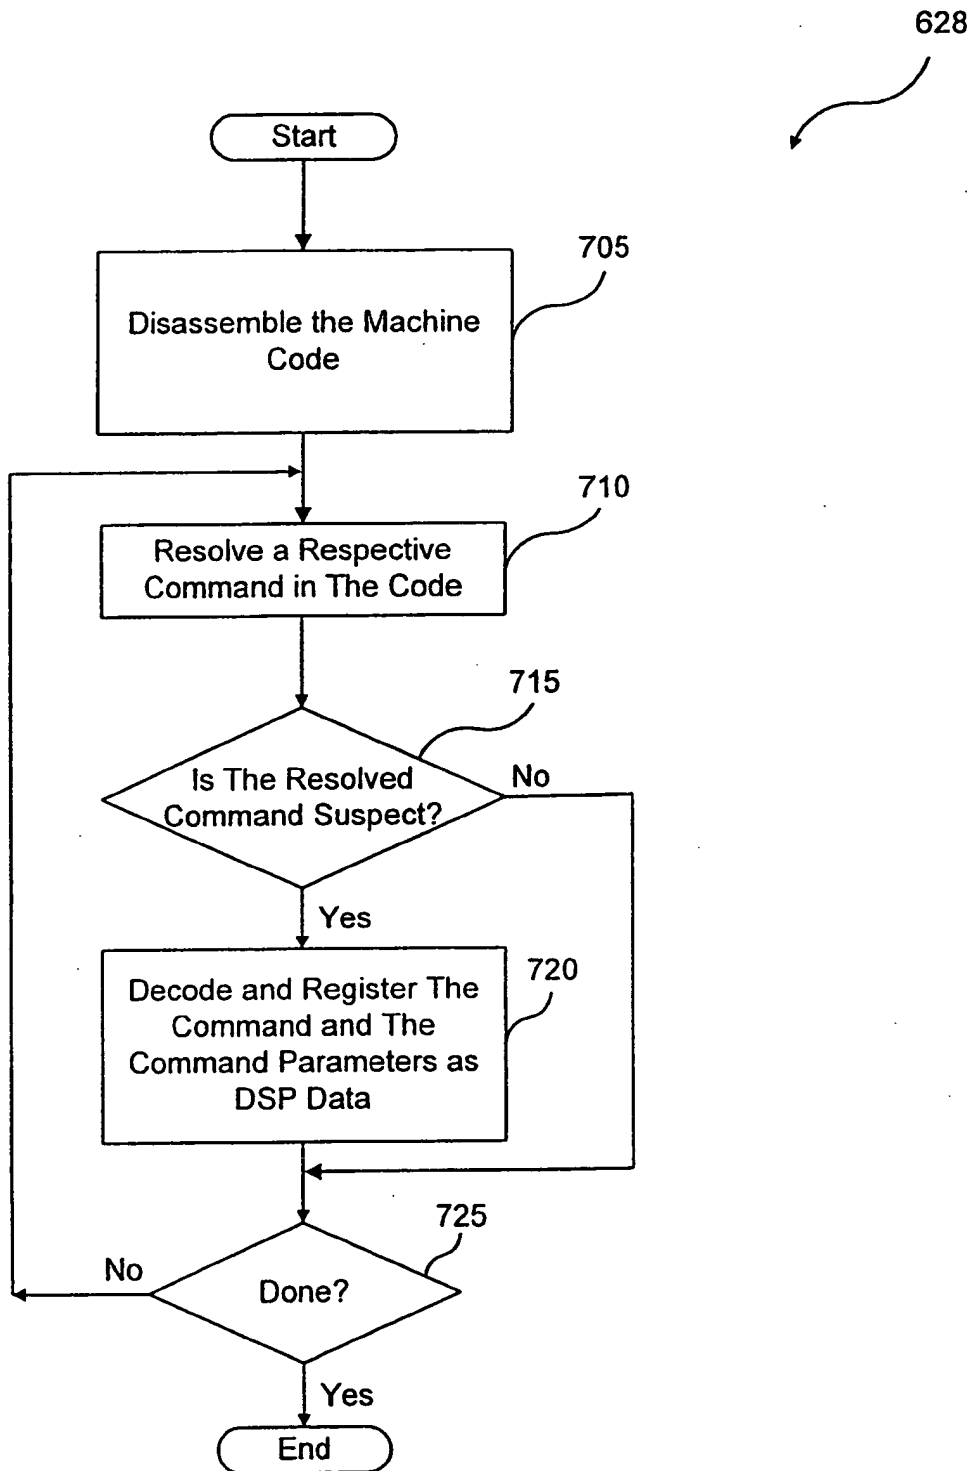 628
Start
705
Disassemble the Machine
Code
710
Resolve a Respective
Command in The Code
715
Is The Resolved
Command Suspect?
No
Yes
720
Decode and Register The
Command and The
Command Parameters as
DSP Data
725
No
Done?
Yes
End